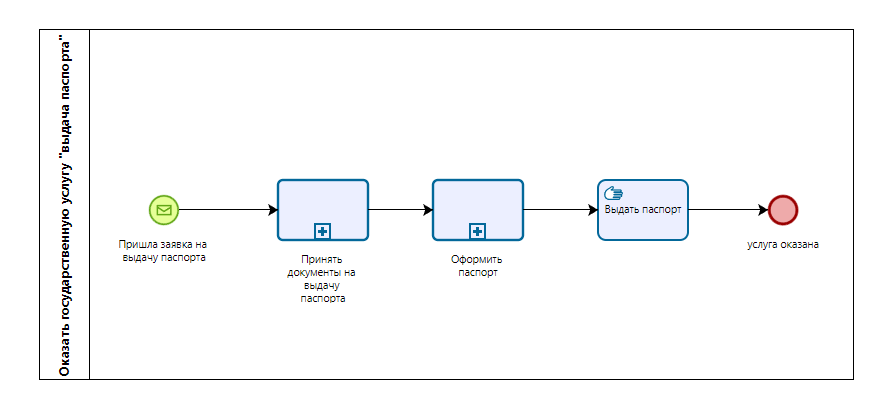 Оказать государственную услугу "выдача паспорта"
Пришла заявка на
выдачу паспорта
Принять
документы на
выдачу
паспорта
Оформить
паспорт
Выдать паспорт
услуга оказана